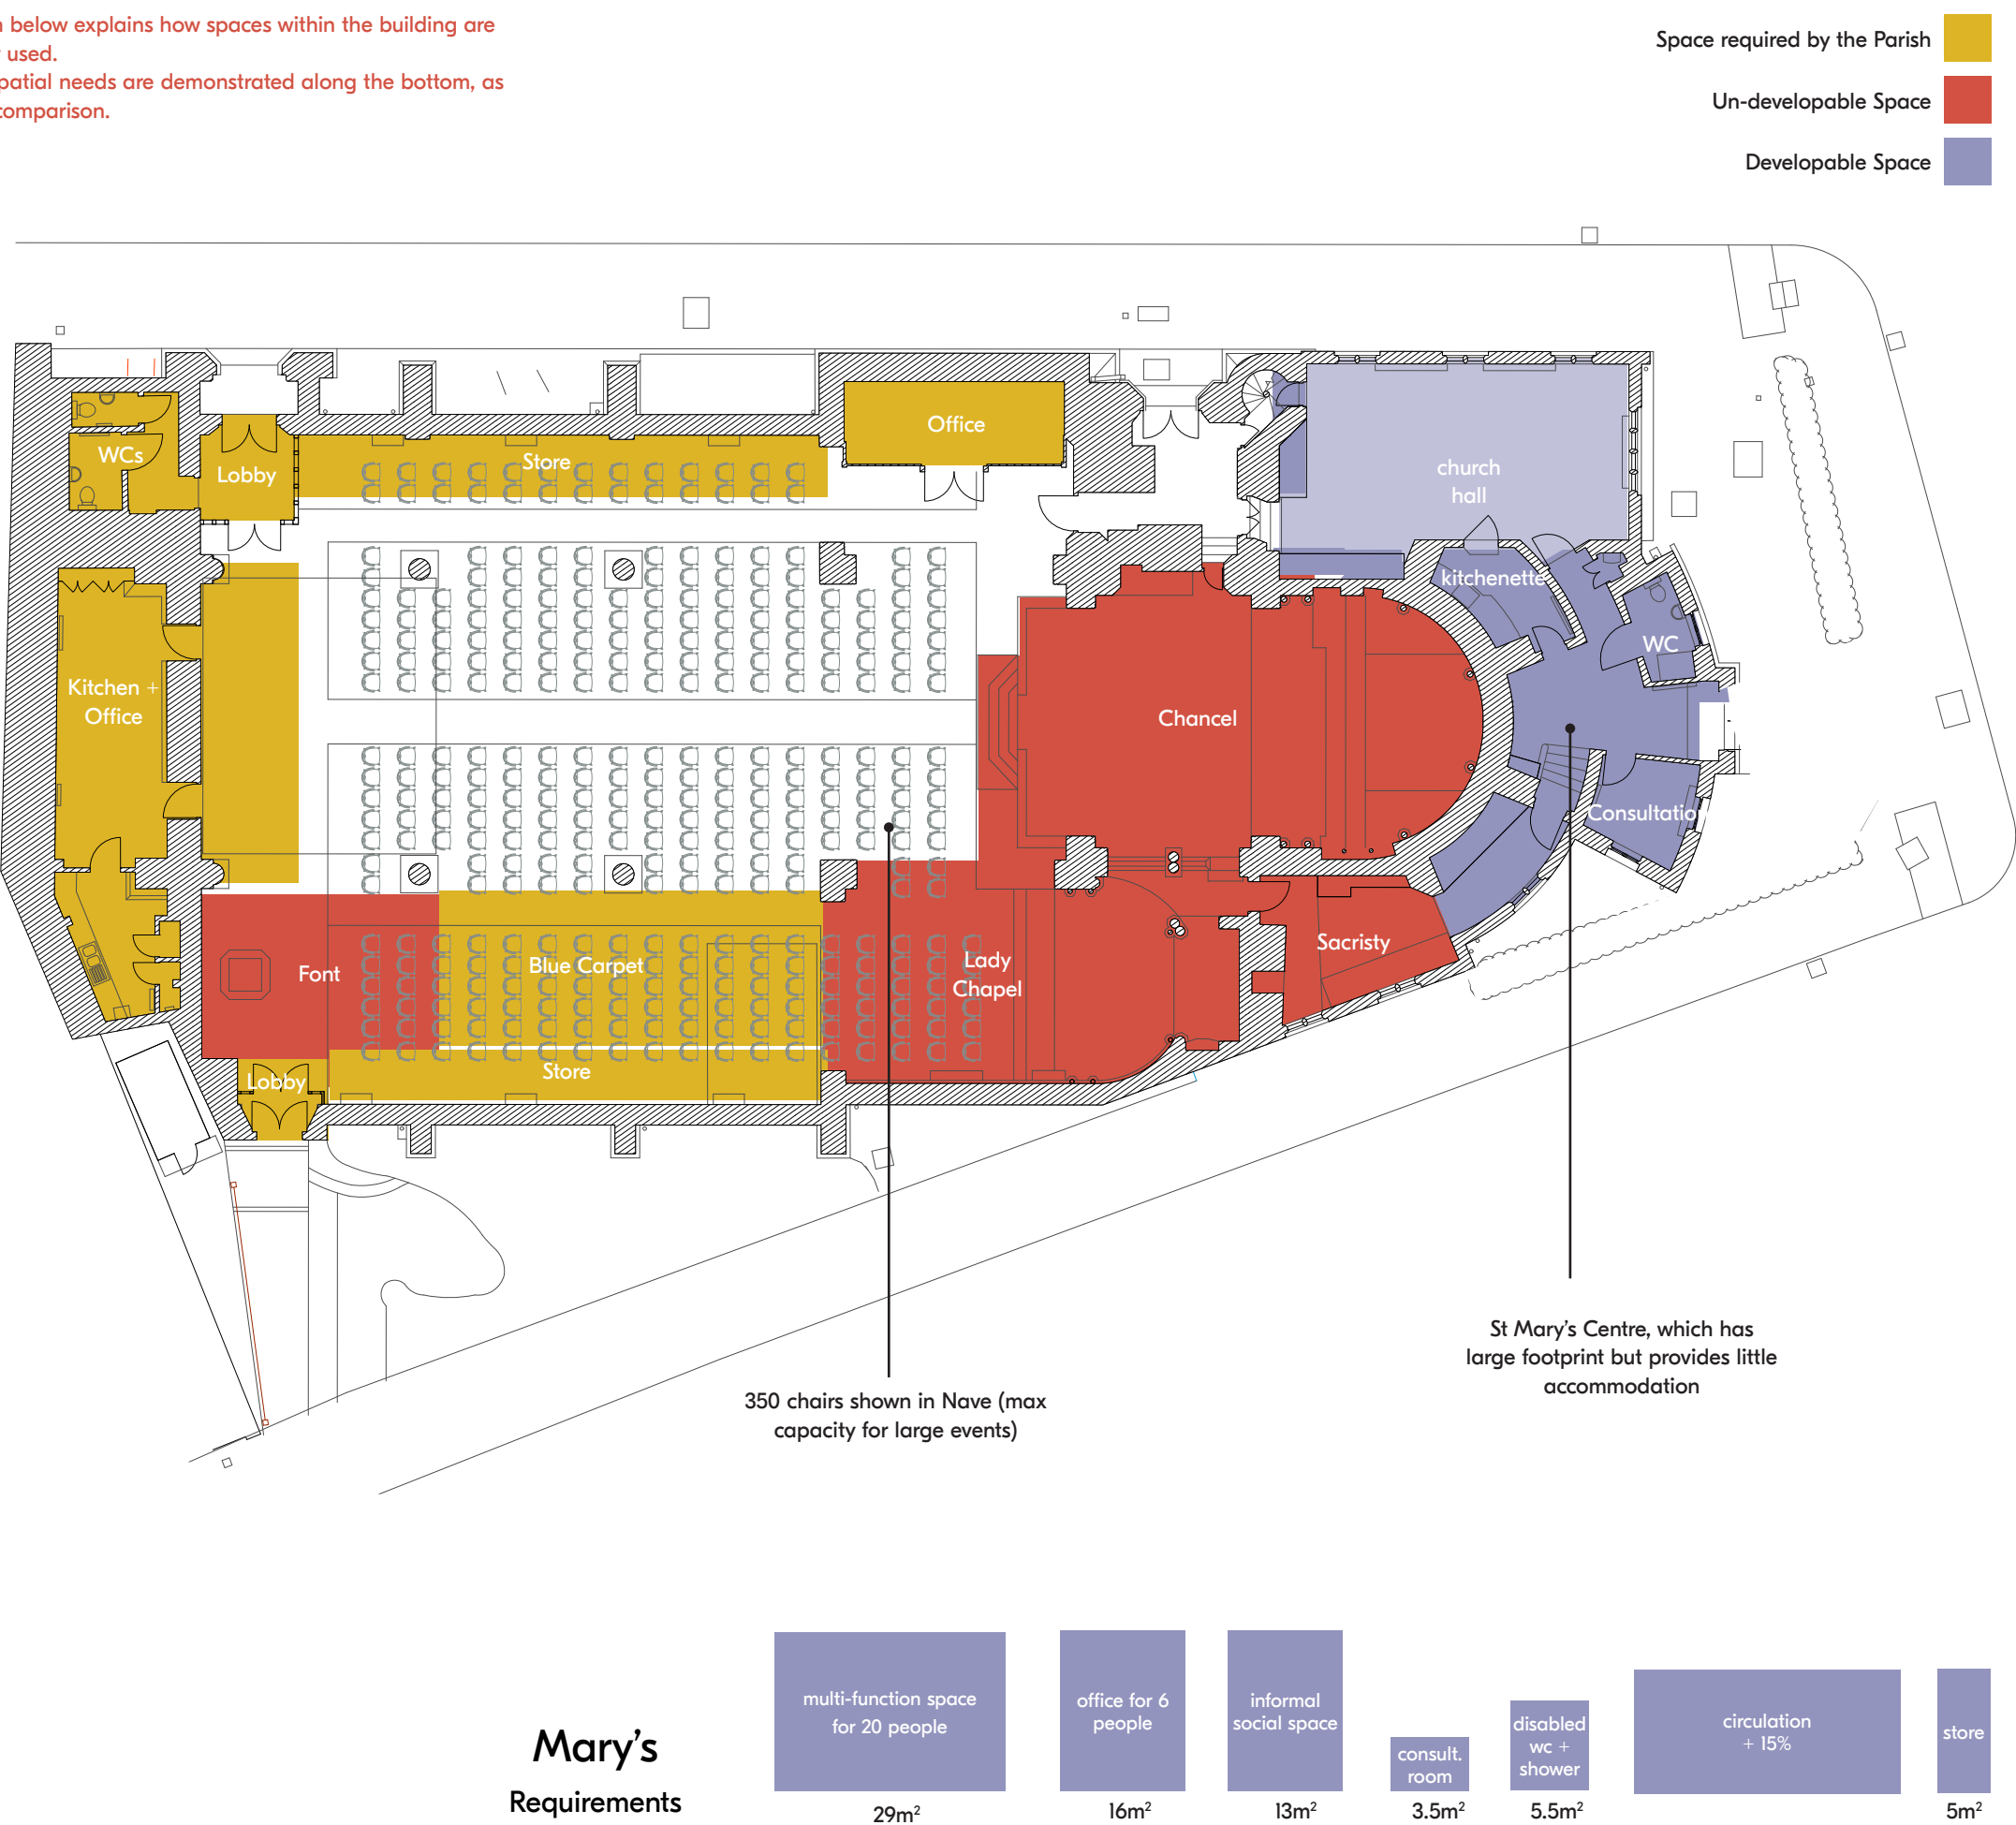 below explains how spaces within the building are
used.
patial needs are demonstrated along the bottom, as
comparison.
Space required by the Parish
Un-developable Space
Developable Space
Office
WCs
Store
Lobby
church
hall
kitchenette
WC
Kitchen +
Office
Chancel
Consultatio
Sacristy
Lady
Chapel
Blue Carpet
Font
Store
Lobby
St Mary's Centre, which has
large footprint but provides little
accommodation
350 chairs shown in Nave (max
capacity for large events)
Mary's
Requirements
multi-function space
for 20 people
29m²
office for 6
people
16m²
informal
social space
13m²
consult.
room
3.5m²
disabled
wc +
shower
5.5m²
circulation
+ 15%
store
5m²